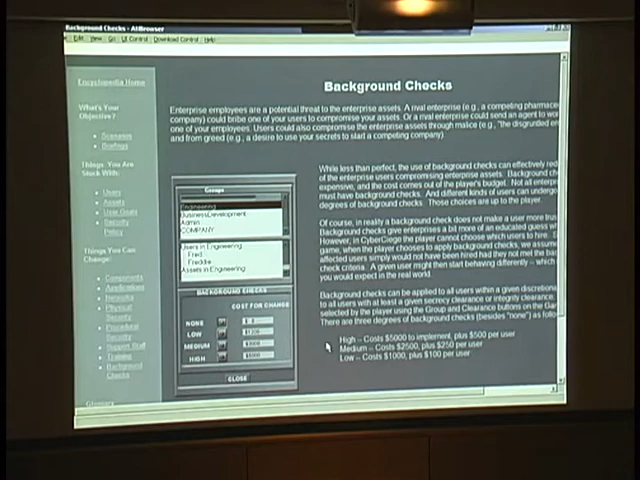 Background Checks - AtBrowser
Edit View Go UI Control Download Control Help
Encyclopedia Home
What's Your
Objective?
Scenarios
Briefings
Things You Are
Stuck With:
Users
Assets
User Goals
Security
Policy
Things You Can
Change:
Components
Applications
Networks
Physical
Security
Procedural
Security
Support Staff
Training
Background
Checks
Glossary
Background Checks
Enterprise employees are a potential threat to the enterprise assets. A rival enterprise (e.g., a competing pharmace
company) could bribe one of your users to compromise your assets. Or a rival enterprise could send an agent to wor
one of your employees. Users could also compromise the enterprise assets through malice (e.g., "the disgruntled em
and from greed (e.g., a desire to use your secrets to start a competing company).
Groups
Engineering
BusinessDevelopment
Admin
COMPANY
Users in Engineering
Fred
Freddie
Assets in Engineering
BACKGROUND CHECKS
COST FOR CHANGE
NONE
LOW
MEDIUM
HIGH
CLOSE
While less than perfect, the use of background checks can effectively red
of the enterprise users compromising enterprise assets. Background ch
expensive, and the cost comes out of the player's budget. Not all enterpr
must have background checks. And different kinds of users can undergo
degrees of background checks. Those choices are up to the player.
Of course, in reality a background check does not make a user more trus
Background checks give enterprises a bit more of an educated guess w
However, in CyberCiege the player cannot choose which users to hire. S
game, when the player chooses to apply background checks, we assum
affected users simply would not have been hired had they not met the ba
check criteria. A given user might then start behaving differently -- which
you would expect in the real world.
Background checks can be applied to all users within a given discretiona
to all users with at least a given secrecy clearance or integrity clearance.
selected by the player using the Group and Clearance buttons on the Gam
There are three degrees of background checks (besides "none") as follo
High -- Costs $5000 to implement, plus $500 per user
Medium -- Costs $2500, plus $250 per user
Low -- Costs $1000, plus $100 per user